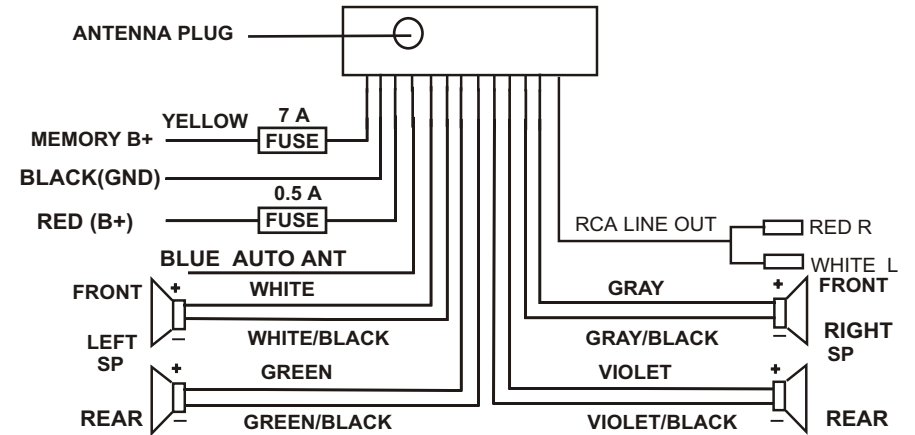 ANTENNA PLUG
YELLOW
7 A
MEMORY B+
FUSE
BLACK(GND)
0.5 A
RED (B+)
FUSE
RCA LINE OUT
RED R
BLUE AUTO ANT
WHITE L
FRONT
+
WHITE
GRAY
+
FRONT
LEFT
SP
–
WHITE/BLACK
GRAY/BLACK
–
RIGHT
SP
+
GREEN
VIOLET
+
REAR
–
GREEN/BLACK
VIOLET/BLACK
–
REAR